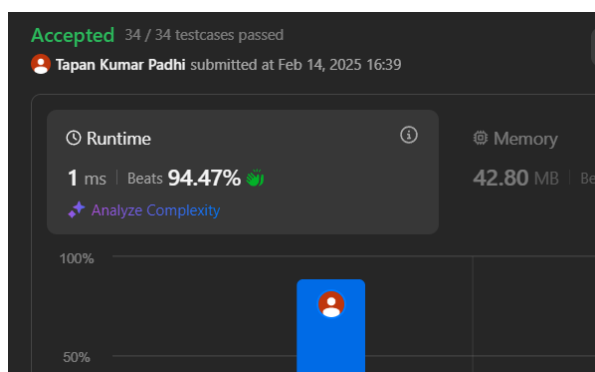 Accepted 34 / 34 testcases passed
Tapan Kumar Padhi submitted at Feb 14, 2025 16:39
Runtime
1 ms | Beats 94.47%
Analyze Complexity
Memory
42.80 MB | Be
100%
50%